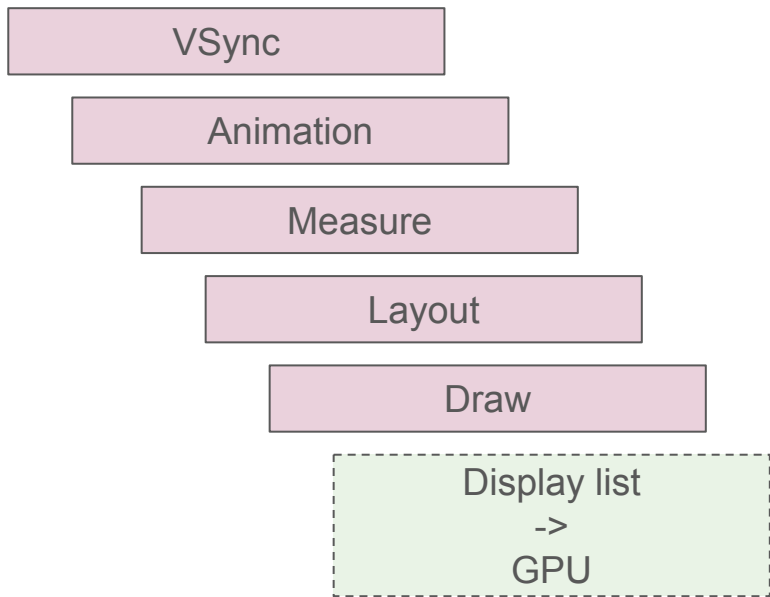 VSync
Animation
Measure
Layout
Draw
Display list
->
GPU